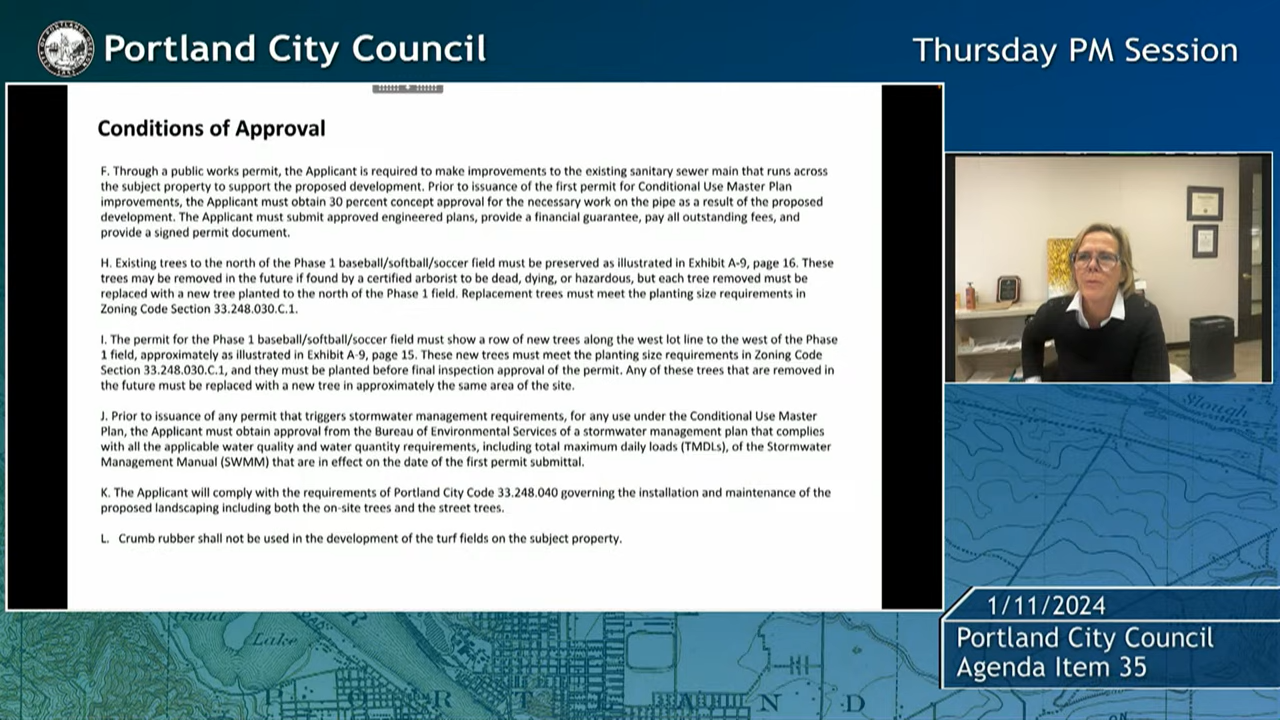 Portland City Council
Thursday PM Session
Conditions of Approval
F. Through a public works permit, the Applicant is required to make improvements to the existing sanitary sewer main that runs across
the subject property to support the proposed development. Prior to issuance of the first permit for Conditional Use Master Plan
improvements, the Applicant must obtain 30 percent concept approval for the necessary work on the pipe as a result of the proposed
development. The Applicant must submit approved engineered plans, provide a financial guarantee, pay all outstanding fees, and
provide a signed permit document.
H. Existing trees to the north of the Phase 1 baseball/softball/soccer field must be preserved as illustrated in Exhibit A-9, page 16. These
trees may be removed in the future if found by a certified arborist to be dead, dying, or hazardous, but each tree removed must be
replaced with a new tree planted to the north of the Phase 1 field. Replacement trees must meet the planting size requirements in
Zoning Code Section 33.248.030.C.1.
I. The permit for the Phase 1 baseball/softball/soccer field must show a row of new trees along the west lot line to the west of the Phase
1 field, approximately as illustrated in Exhibit A-9, page 15. These new trees must meet the planting size requirements in Zoning Code
Section 33.248.030.C.1, and they must be planted before final inspection approval of the permit. Any of these trees that are removed in
the future must be replaced with a new tree in approximately the same area of the site.
J. Prior to issuance of any permit that triggers stormwater management requirements, for any use under the Conditional Use Master
Plan, the Applicant must obtain approval from the Bureau of Environmental Services of a stormwater management plan that complies
with all the applicable water quality and water quantity requirements, including total maximum daily loads (TMDLs), of the Stormwater
Management Manual (SWMM) that are in effect on the date of the first permit submittal.
K. The Applicant will comply with the requirements of Portland City Code 33.248.040 governing the installation and maintenance of the
proposed landscaping including both the on-site trees and the street trees.
L. Crumb rubber shall not be used in the development of the turf fields on the subject property.
Slough
1/11/2024
Portland City Council
Agenda Item 35
Guild
Lake
R T L A N D